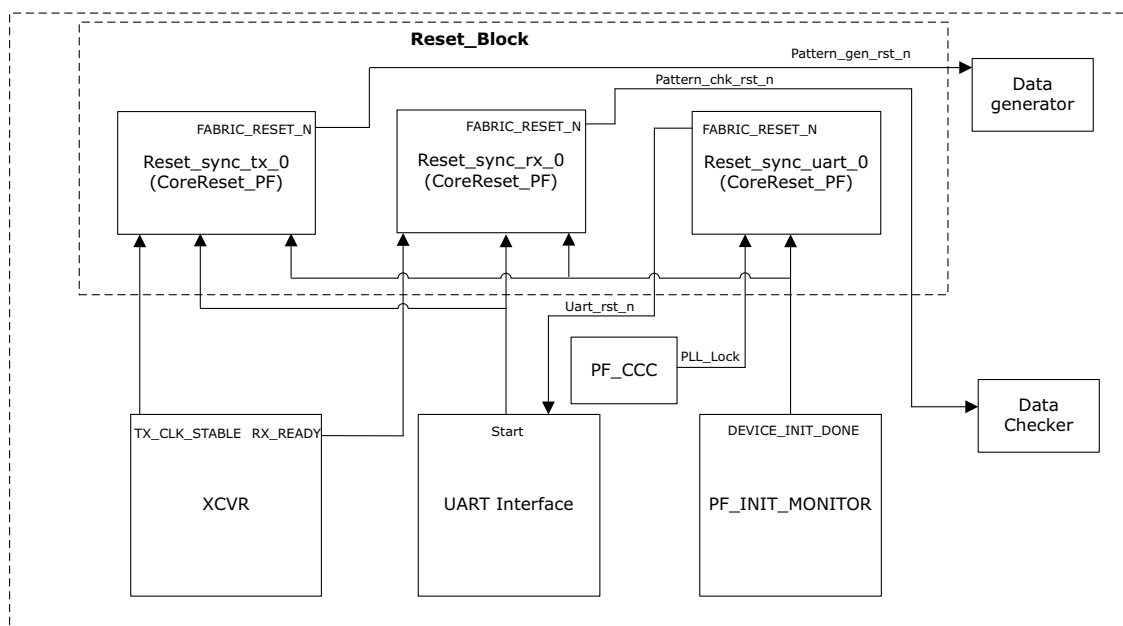 Reset_Block
Pattern_gen_rst_n
Pattern_chk_rst_n
Data
generator
FABRIC_RESET_N
Reset_sync_tx_0
(CoreReset_PF)
FABRIC_RESET_N
Reset_sync_rx_0
(CoreReset_PF)
FABRIC_RESET_N
Reset_sync_uart_0
(CoreReset_PF)
Uart_rst_n
PF_CCC
PLL_Lock
Data
Checker
TX_CLK_STABLE RX_READY
XCVR
Start
UART Interface
DEVICE_INIT_DONE
PF_INIT_MONITOR